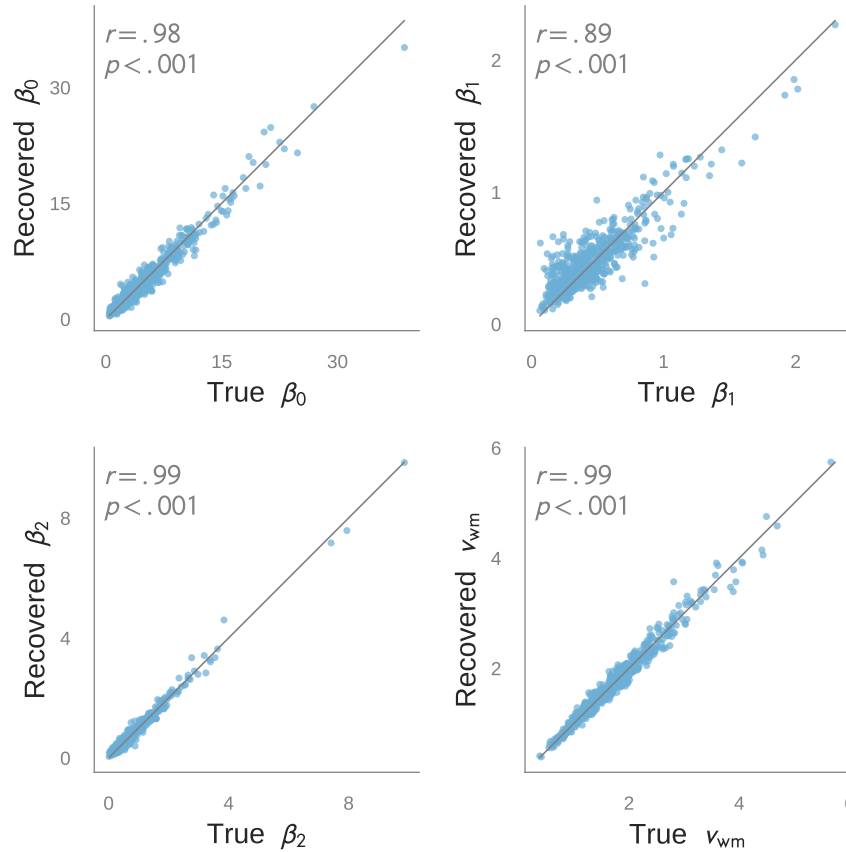 r=.98
p<.001
30
15
0
Recovered β0
0 15 30
True β0
r=.89
p<.001
2
1
0
Recovered β1
0 1 2
True β1
r=.99
p<.001
8
4
0
Recovered β2
0 4 8
True β2
6
r=.99
p<.001
4
2
Recovered vwm
2 4 6
True vwm